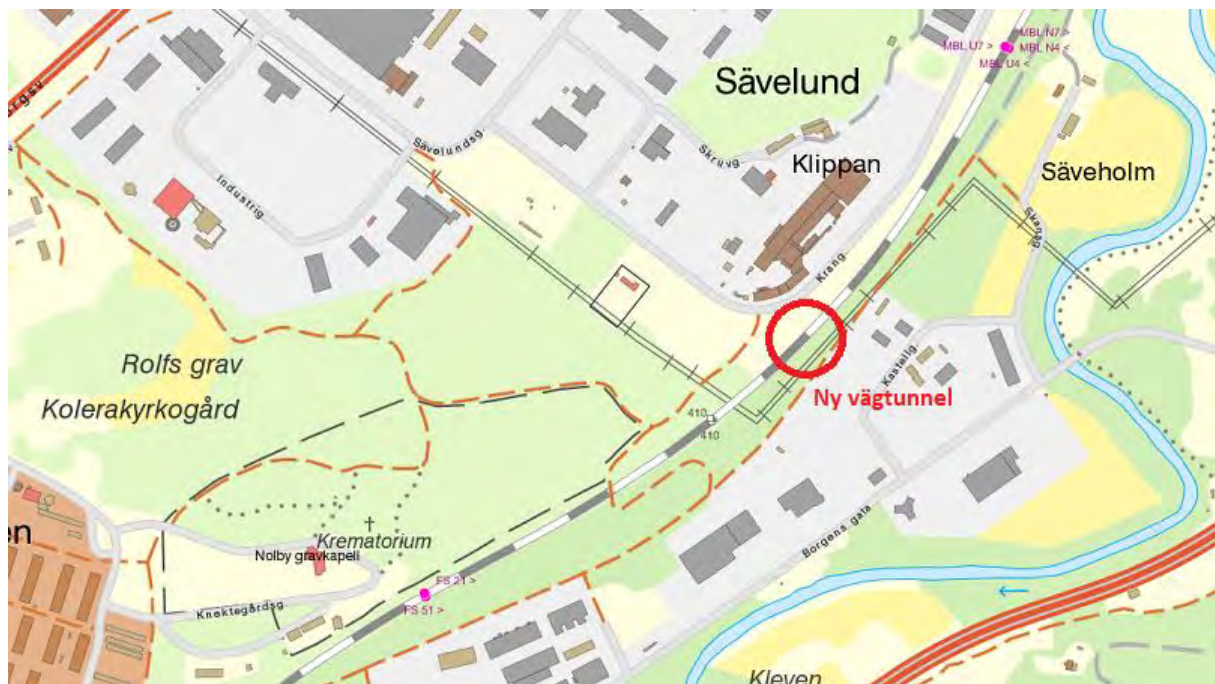 MBL N7 >
MBL U7 >
MBL N4 <
MBL U4 <
Sävelund
Sävelundsg.
Skruvg
Klippan
Säveholm
Industrig
Krang
Rolfs grav
Kolerakyrkogård
Kastellg
Ny vägtunnel
410
410
Borgens gata
Krematorium
Nolby gravkapell
FS 21 >
FS 51 >
Knektegårdsg.
en
Kleven